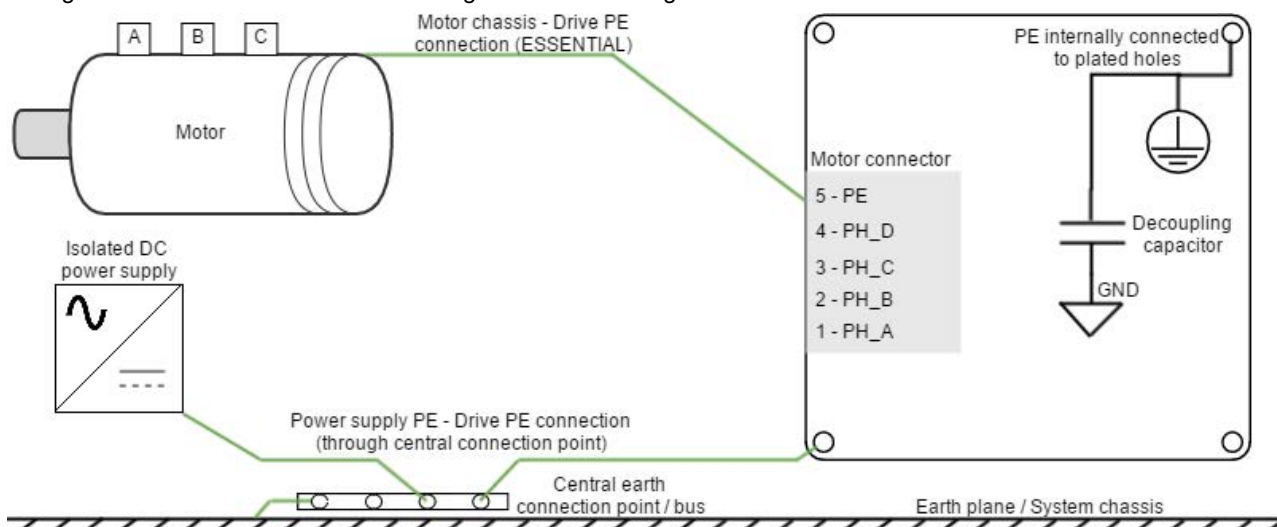 Motor chassis - Drive PE
connection (ESSENTIAL)
A
B
C
Motor
PE internally connected
to plated holes
Motor connector
5 - PE
4 - PH_D
3 - PH_C
2 - PH_B
1 - PH_A
Decoupling
capacitor
GND
Isolated DC
power supply
Power supply PE - Drive PE connection
(through central connection point)
Central earth
connection point / bus
Earth plane / System chassis